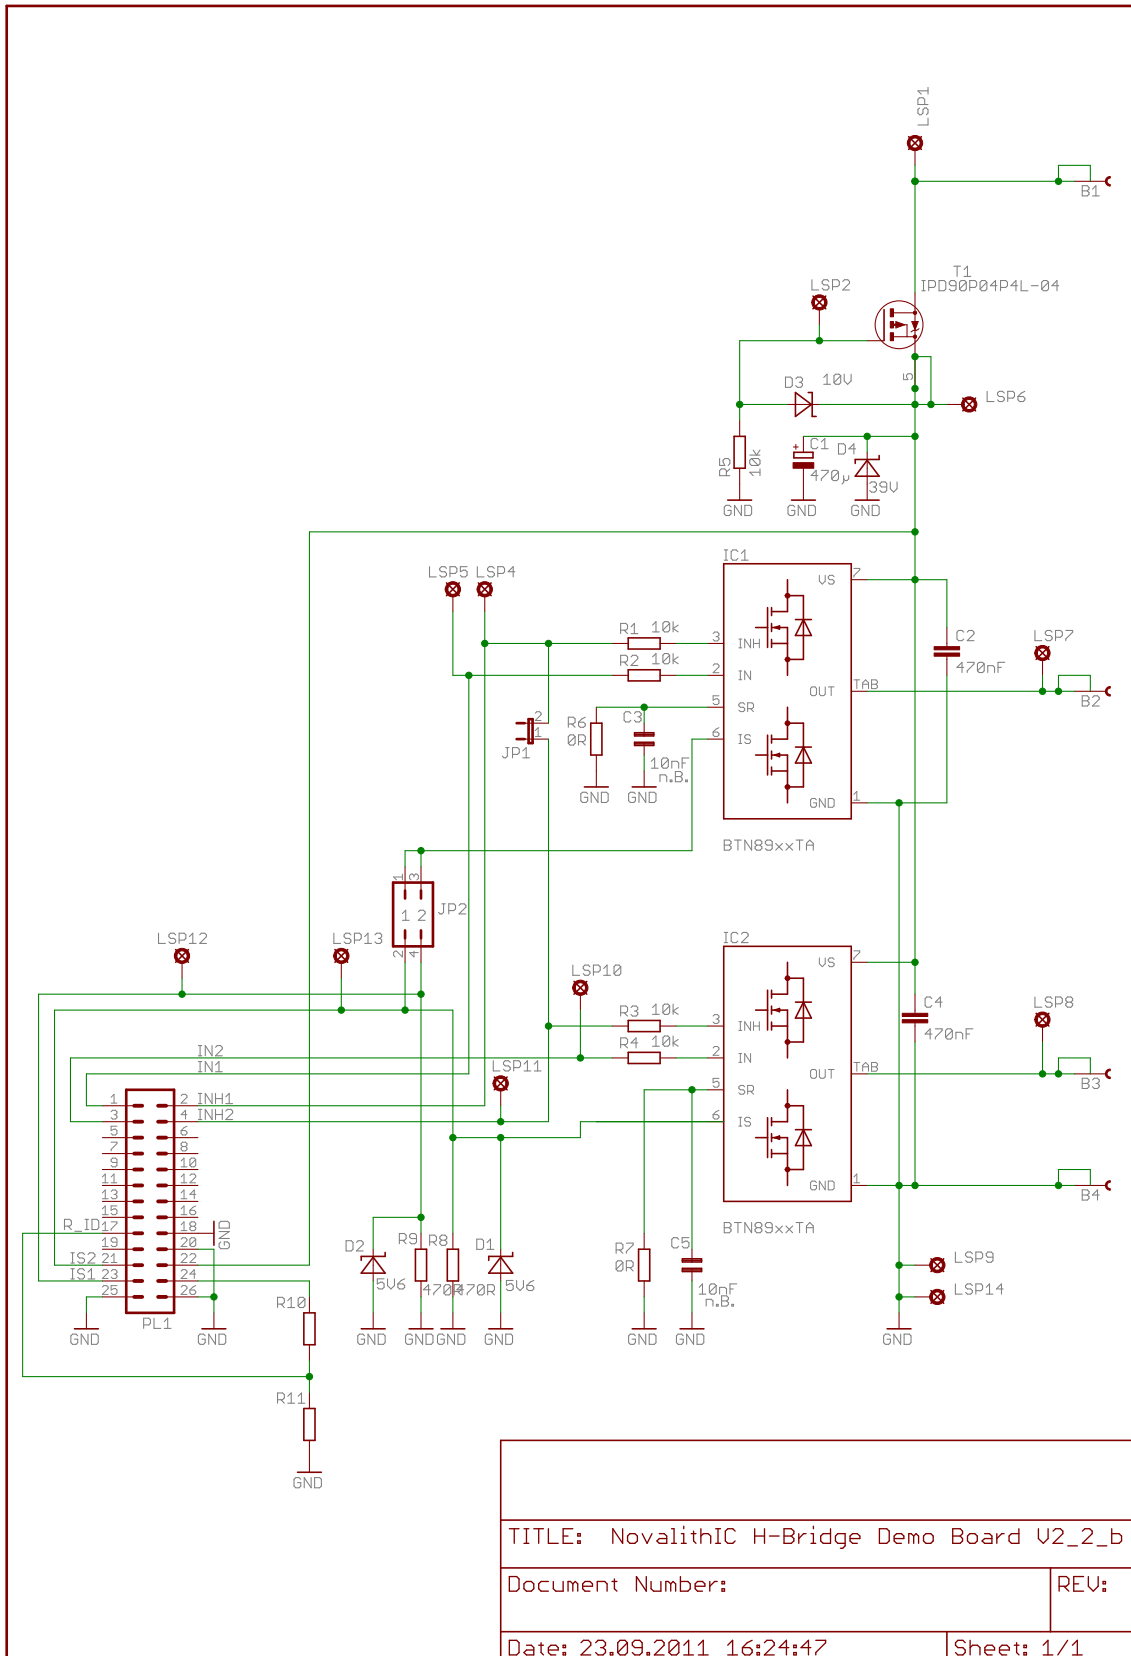 LSP1
B1
T1
IPD90P04P4L-04
LSP2
5
D3 10V
LSP6
R5
10k
C1
470µ
D4
39V
GND GND GND
IC1
LSP5 LSP4
VS 7
R1 10k 3 INH
R2 10k 2 IN
C2
470nF
LSP7
OUT TAB
B2
5 SR
6 IS
R6
0R
C3
10nF
n.B.
2
1
JP1
GND GND
GND 1
BTN89xxTA
1 3
1 2
JP2
2 4
LSP12
LSP13
IC2
LSP10
VS 7
R3 10k 3 INH
R4 10k 2 IN
C4
470nF
LSP8
OUT TAB
B3
5 SR
6 IS
IN2
IN1
LSP11
1 2 INH1
3 4 INH2
5 6
7 8
9 10
11 12
13 14
15 16
R_ID 17 18 GND
19 20
IS2 21 22
IS1 23 24
25 26
PL1
GND GND
GND 1
B4
BTN89xxTA
D2
5V6
R9
470R
R8
470R
D1
5V6
R7
0R
C5
10nF
n.B.
LSP9
LSP14
GND GND GND GND GND GND GND
R10
R11
GND
TITLE: NovalithIC H-Bridge Demo Board V2_2_b
Document Number:
REV:
Date: 23.09.2011 16:24:47
Sheet: 1/1